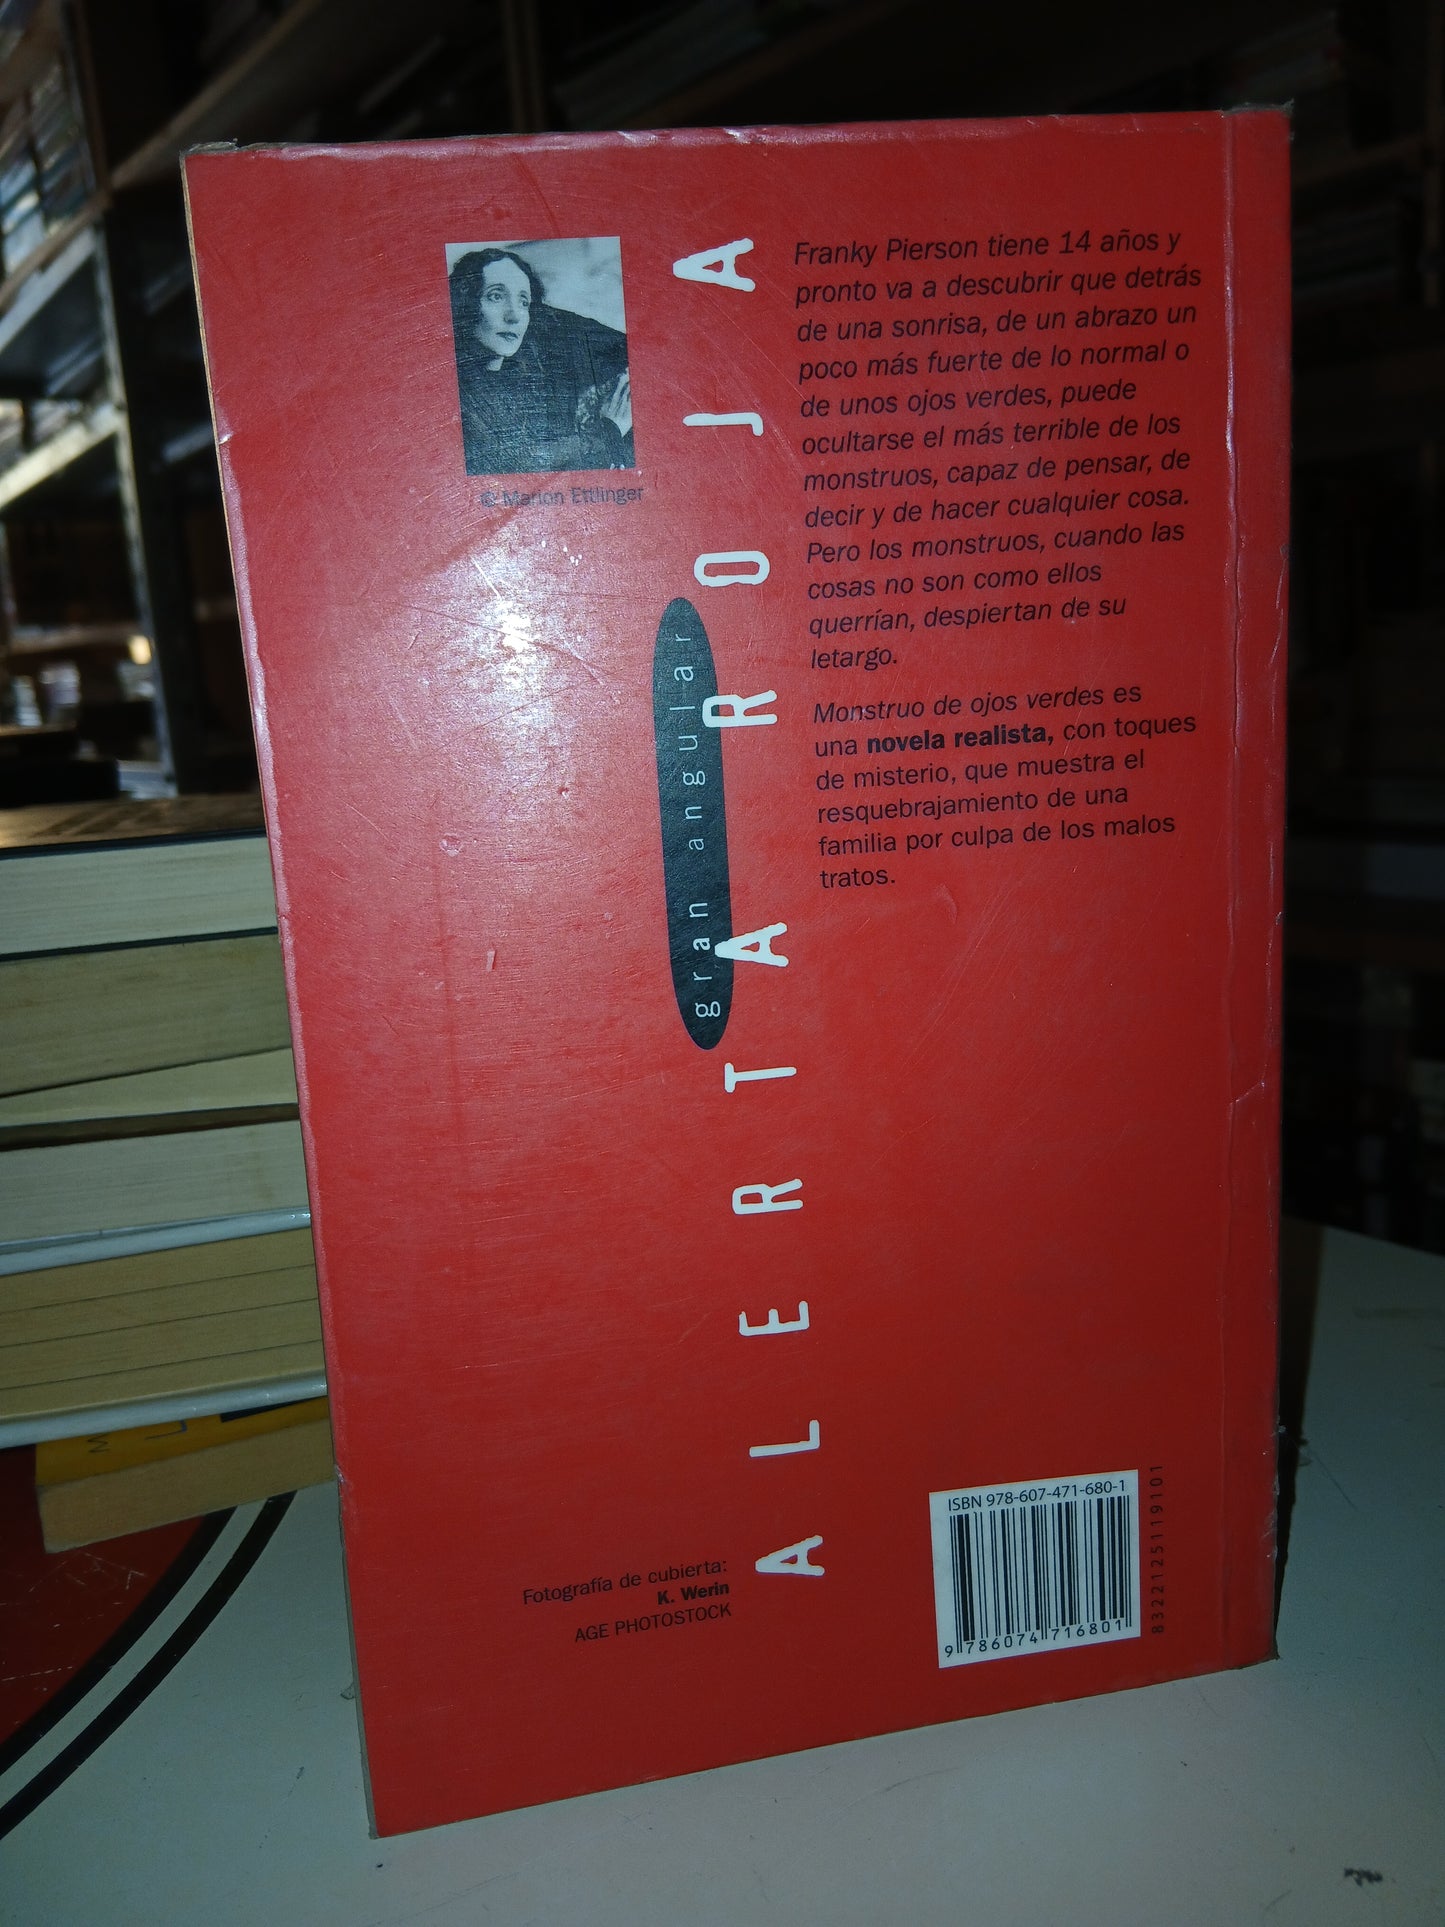 © Marion Ettlinger
ALERTA ROJA
gran angular
Franky Pierson tiene 14 años y
pronto va a descubrir que detrás
de una sonrisa, de un abrazo un
poco más fuerte de lo normal o
de unos ojos verdes, puede
ocultarse el más terrible de los
monstruos, capaz de pensar, de
decir y de hacer cualquier cosa.
Pero los monstruos, cuando las
cosas no son como ellos
querrían, despiertan de su
letargo.
Monstruo de ojos verdes es
una novela realista, con toques
de misterio, que muestra el
resquebrajamiento de una
familia por culpa de los malos
tratos.
Fotografía de cubierta:
K. Werin
AGE PHOTOSTOCK
ISBN 978-607-471-680-1
9 786074 716801
8322125119101